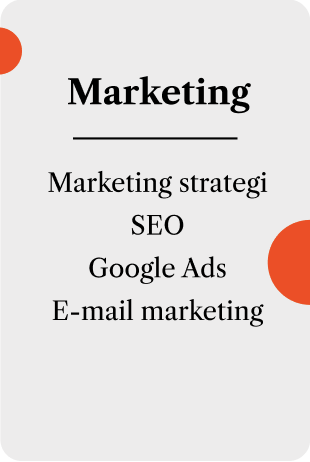 Marketing
Marketing strategi
SEO
Google Ads
E-mail marketing